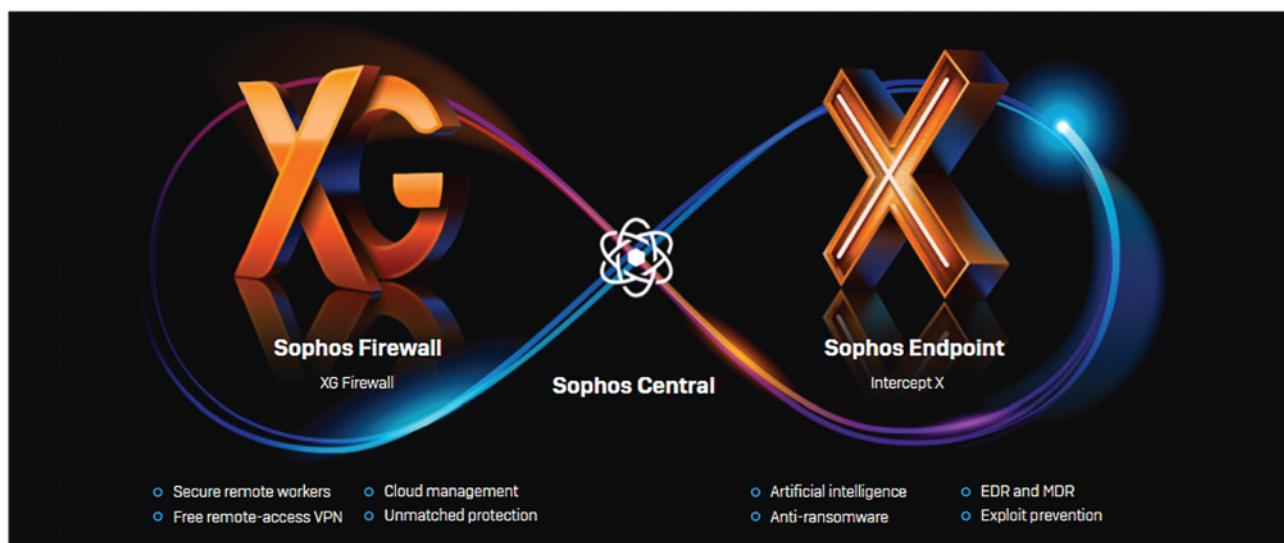 XG
X
Sophos Firewall
XG Firewall
Sophos Central
Sophos Endpoint
Intercept X
Secure remote workers
Free remote-access VPN
Cloud management
Unmatched protection
Artificial intelligence
Anti-ransomware
EDR and MDR
Exploit prevention